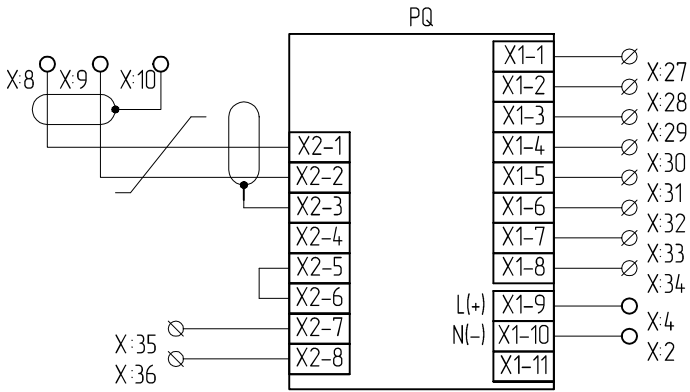 PQ
X:8 X:9 X:10
X1-1
X:27
X1-2
X:28
X1-3
X:29
X2-1 X1-4
X:30
X2-2 X1-5
X:31
X2-3 X1-6
X:32
X2-4 X1-7
X:33
X2-5 X1-8
X:34
X2-6 L(+) X1-9
X:4
X2-7 N(-) X1-10
X:35 X:2
X2-8 X1-11
X:36